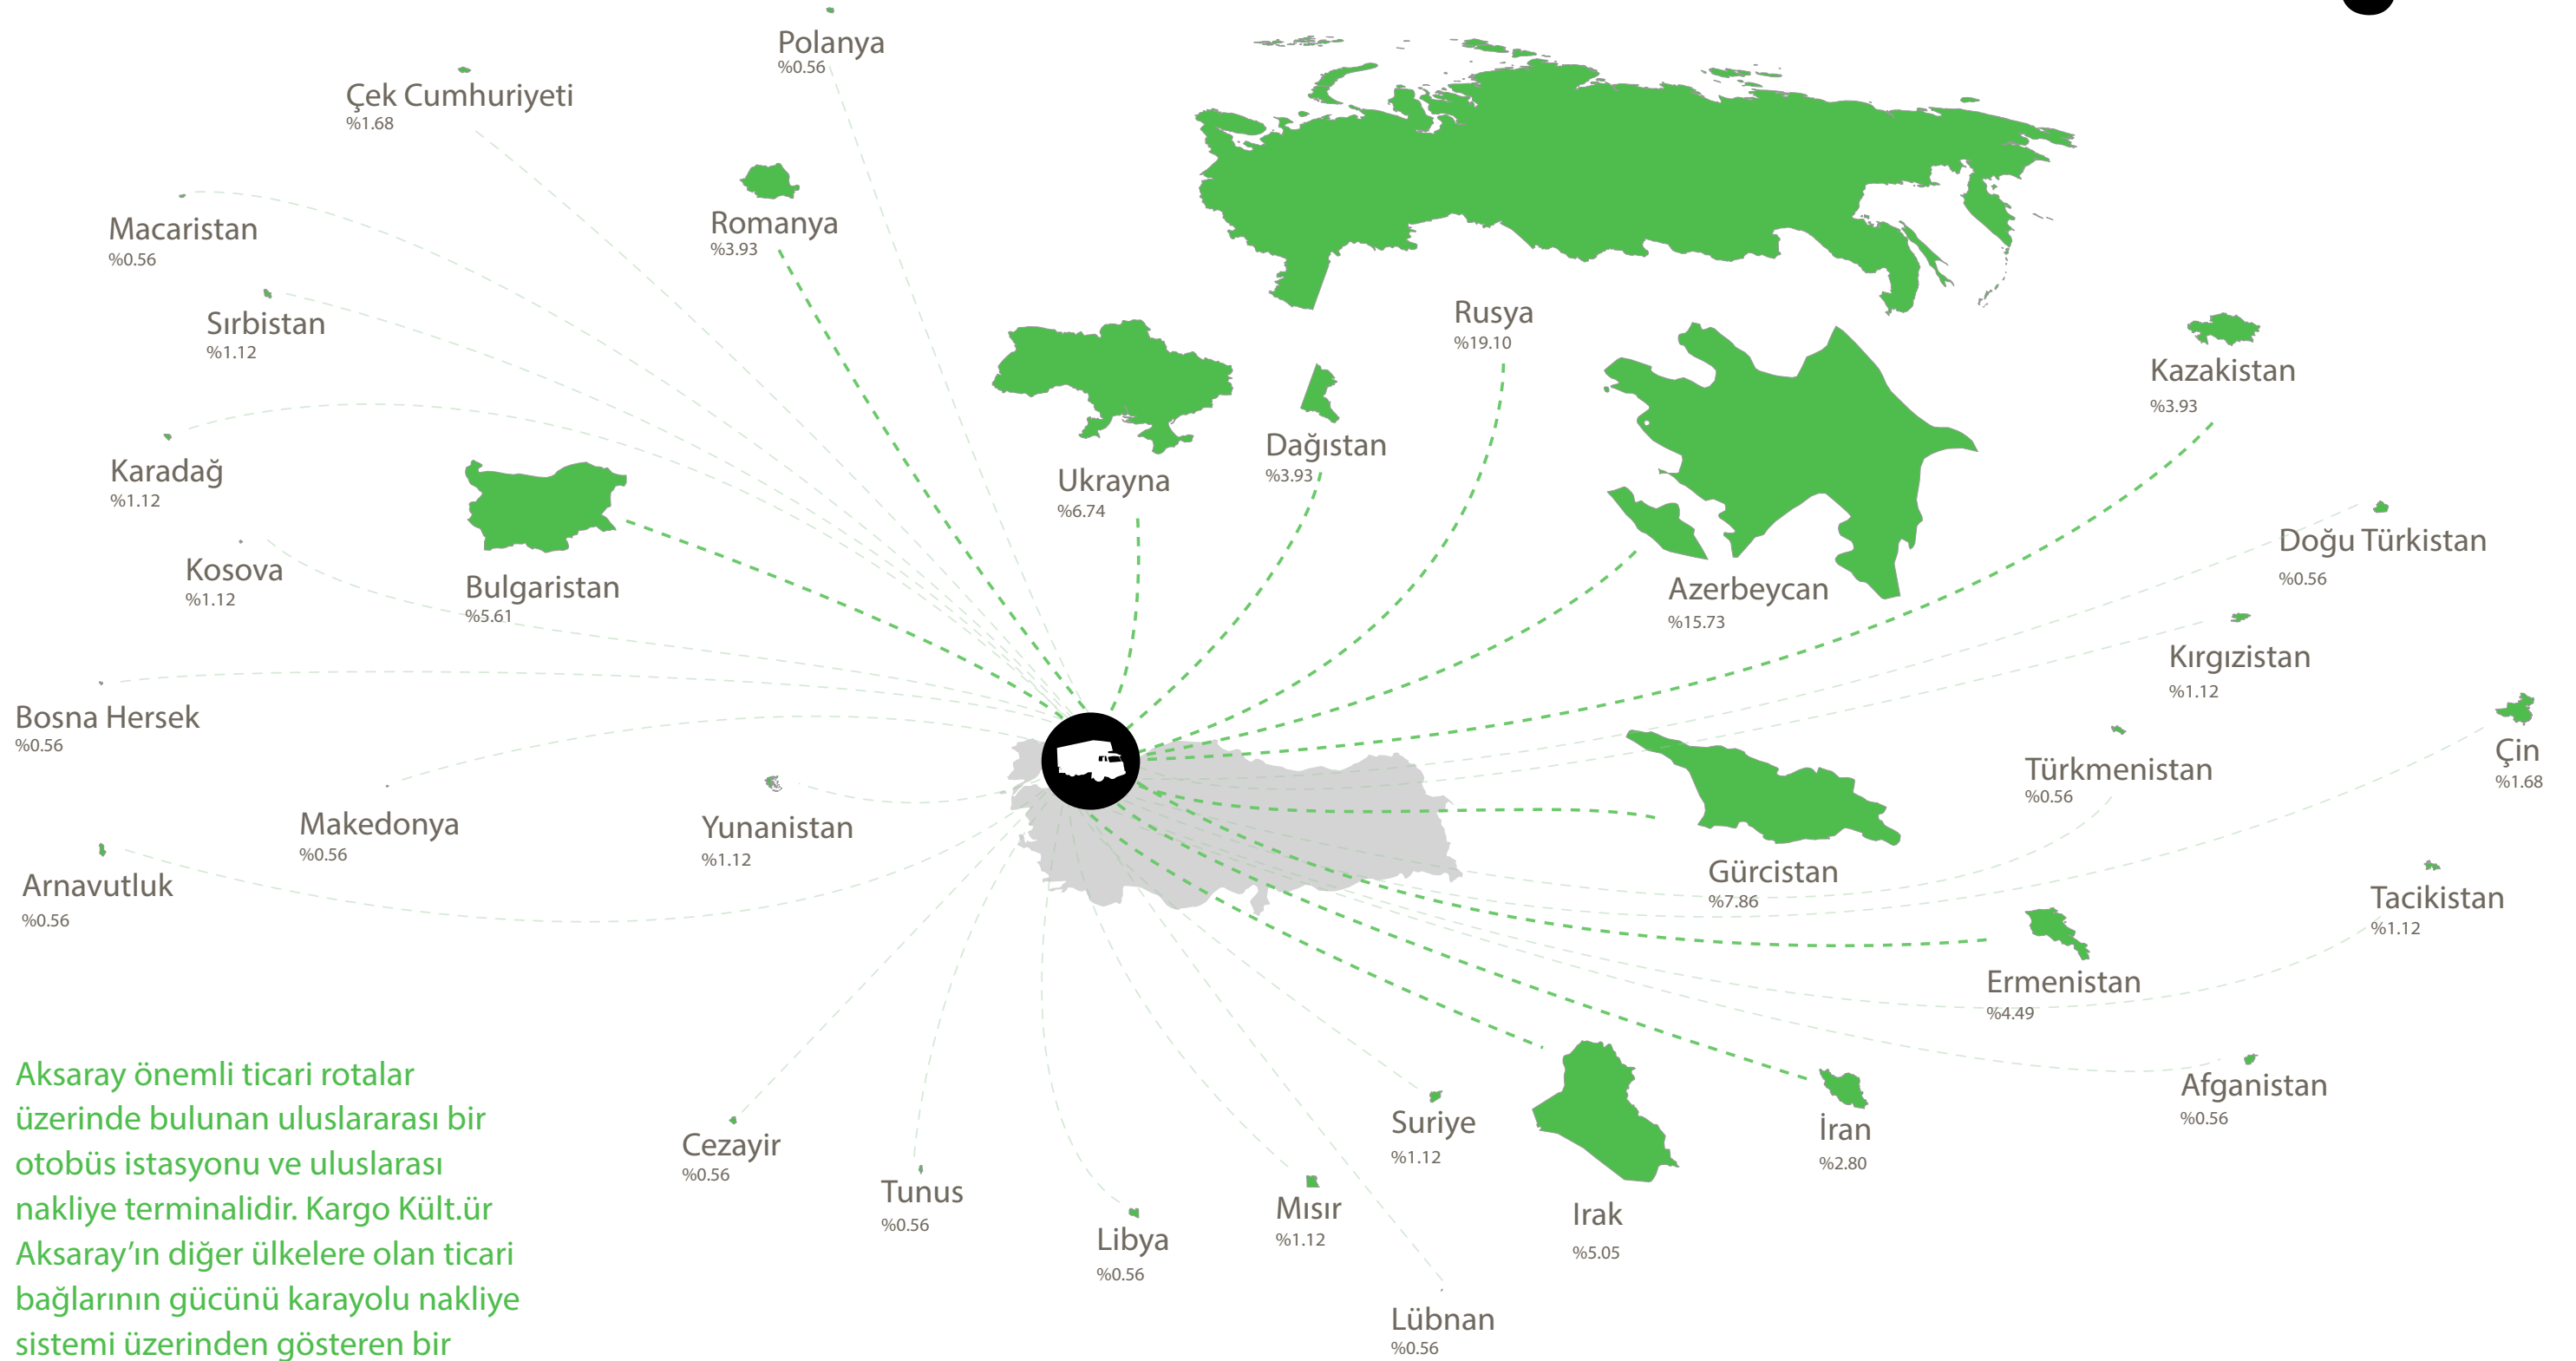 Polanya
%0.56
Çek Cumhuriyeti
%1.68
Romanya
%3.93
Macaristan
%0.56
Sırbistan
%1.12
Rusya
%19.10
Kazakistan
%3.93
Karadağ
%1.12
Ukrayna
%6.74
Dağıstan
%3.93
Kosova
%1.12
Bulgaristan
%5.61
Azerbeycan
%15.73
Doğu Türkistan
%0.56
Kırgızistan
%1.12
Bosna Hersek
%0.56
Çin
%1.68
Türkmenistan
%0.56
Makedonya
%0.56
Yunanistan
%1.12
Arnavutluk
%0.56
Gürcistan
%7.86
Tacikistan
%1.12
Ermenistan
%4.49
Afganistan
%0.56
Cezayir
%0.56
Tunus
%0.56
Libya
%0.56
Mısır
%1.12
Suriye
%1.12
Irak
%5.05
İran
%2.80
Lübnan
%0.56
Aksaray önemli ticari rotalar
üzerinde bulunan uluslararası bir
otobüs istasyonu ve uluslarası
nakliye terminalidir. Kargo Kült.ür
Aksaray’ın diğer ülkelere olan ticari
bağlarının gücünü karayolu nakliye
sistemi üzerinden gösteren bir